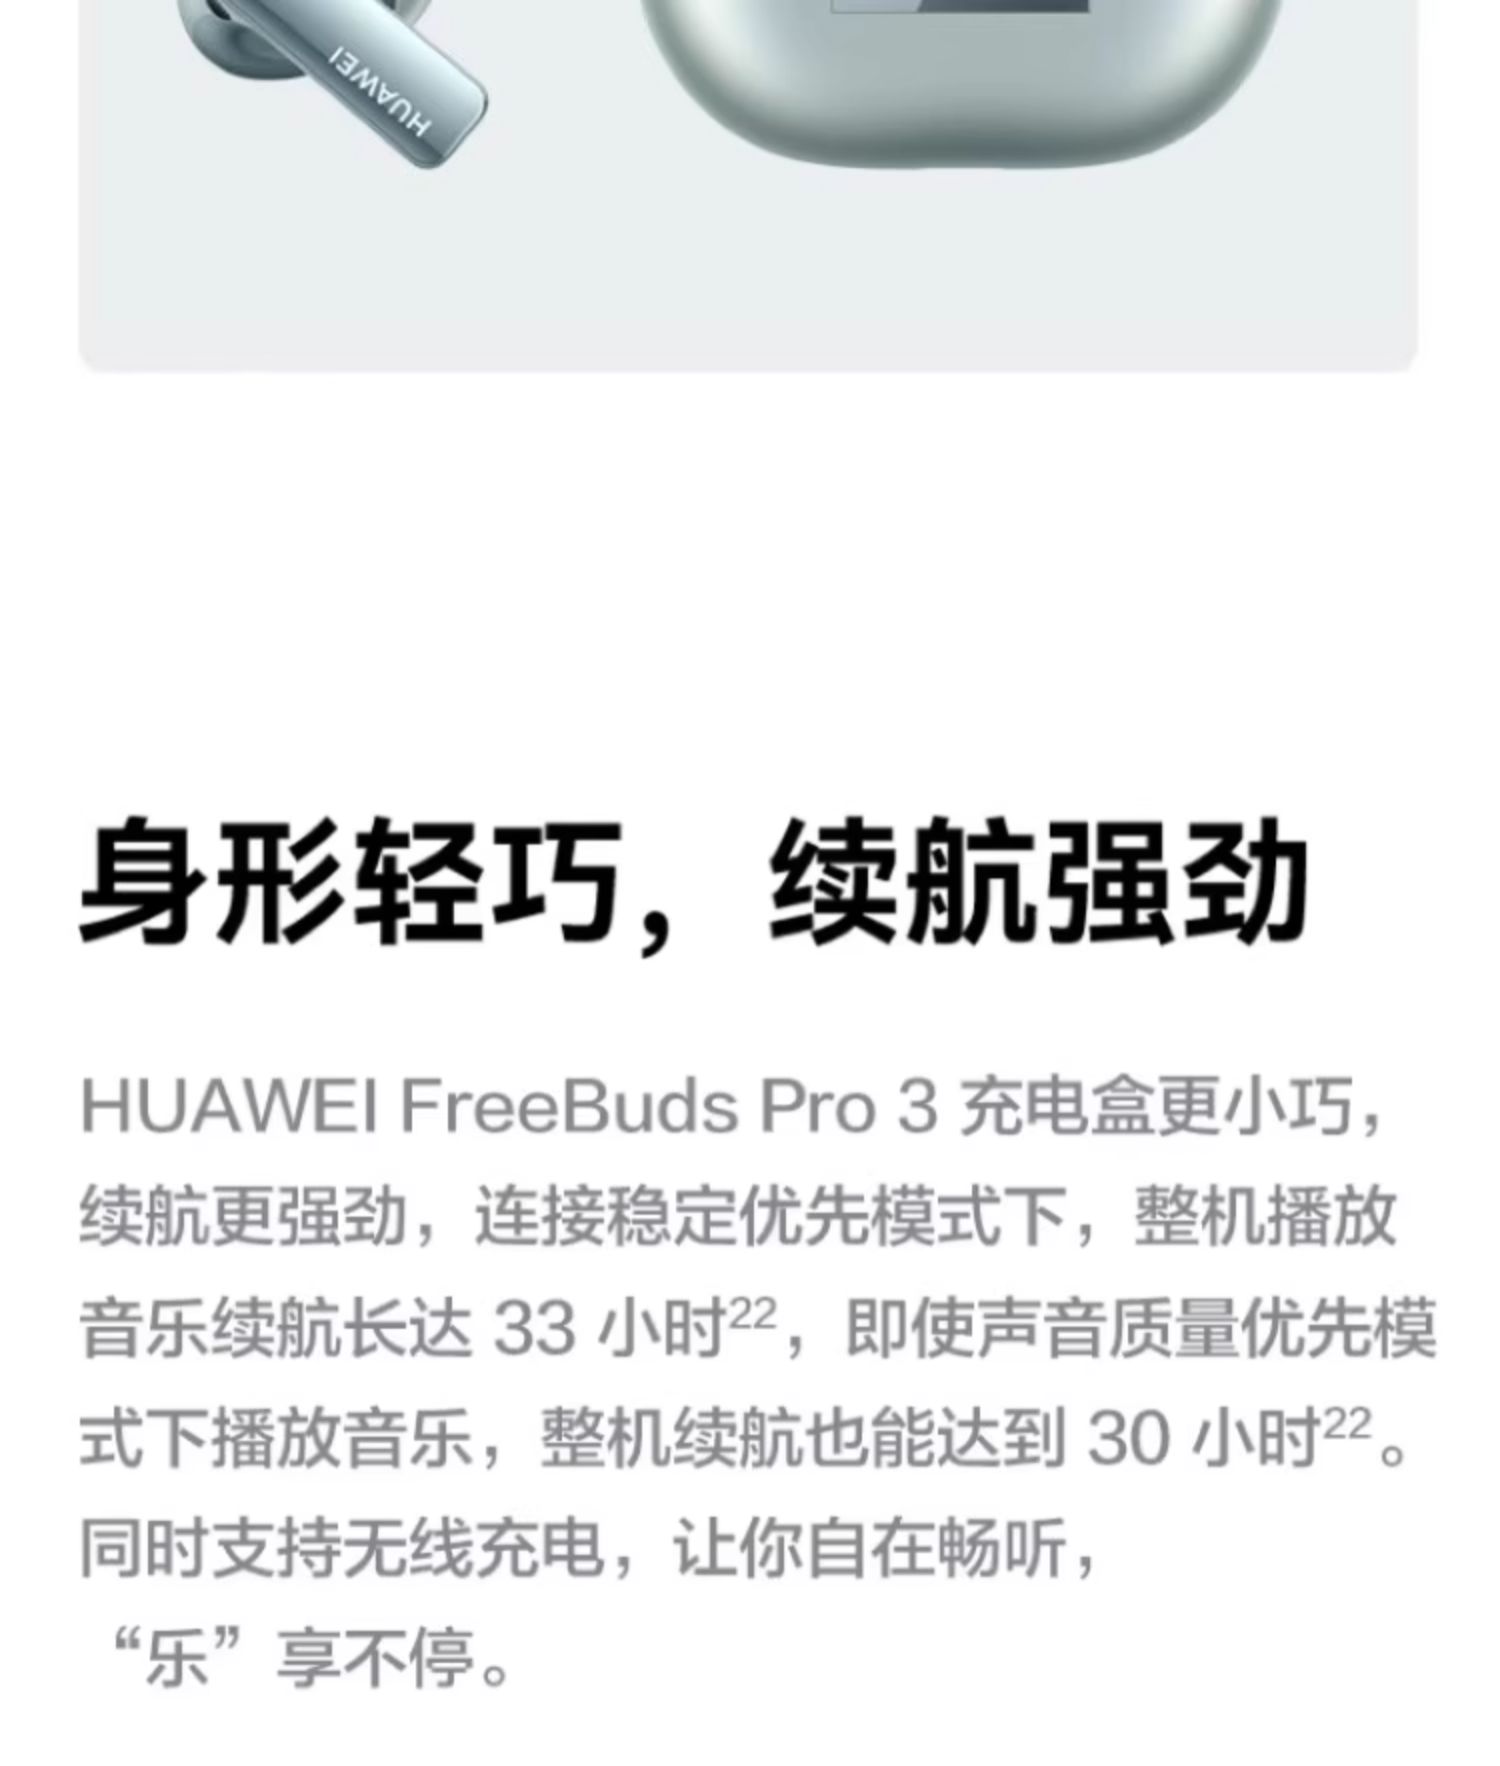 HUAWEI
身形轻巧，续航强劲
HUAWEI FreeBuds Pro 3 充电盒更小巧，
续航更强劲，连接稳定优先模式下，整机播放
音乐续航长达 33 小时²²，即使声音质量优先模
式下播放音乐，整机续航也能达到 30 小时²²。
同时支持无线充电，让你自在畅听，
“乐”享不停。